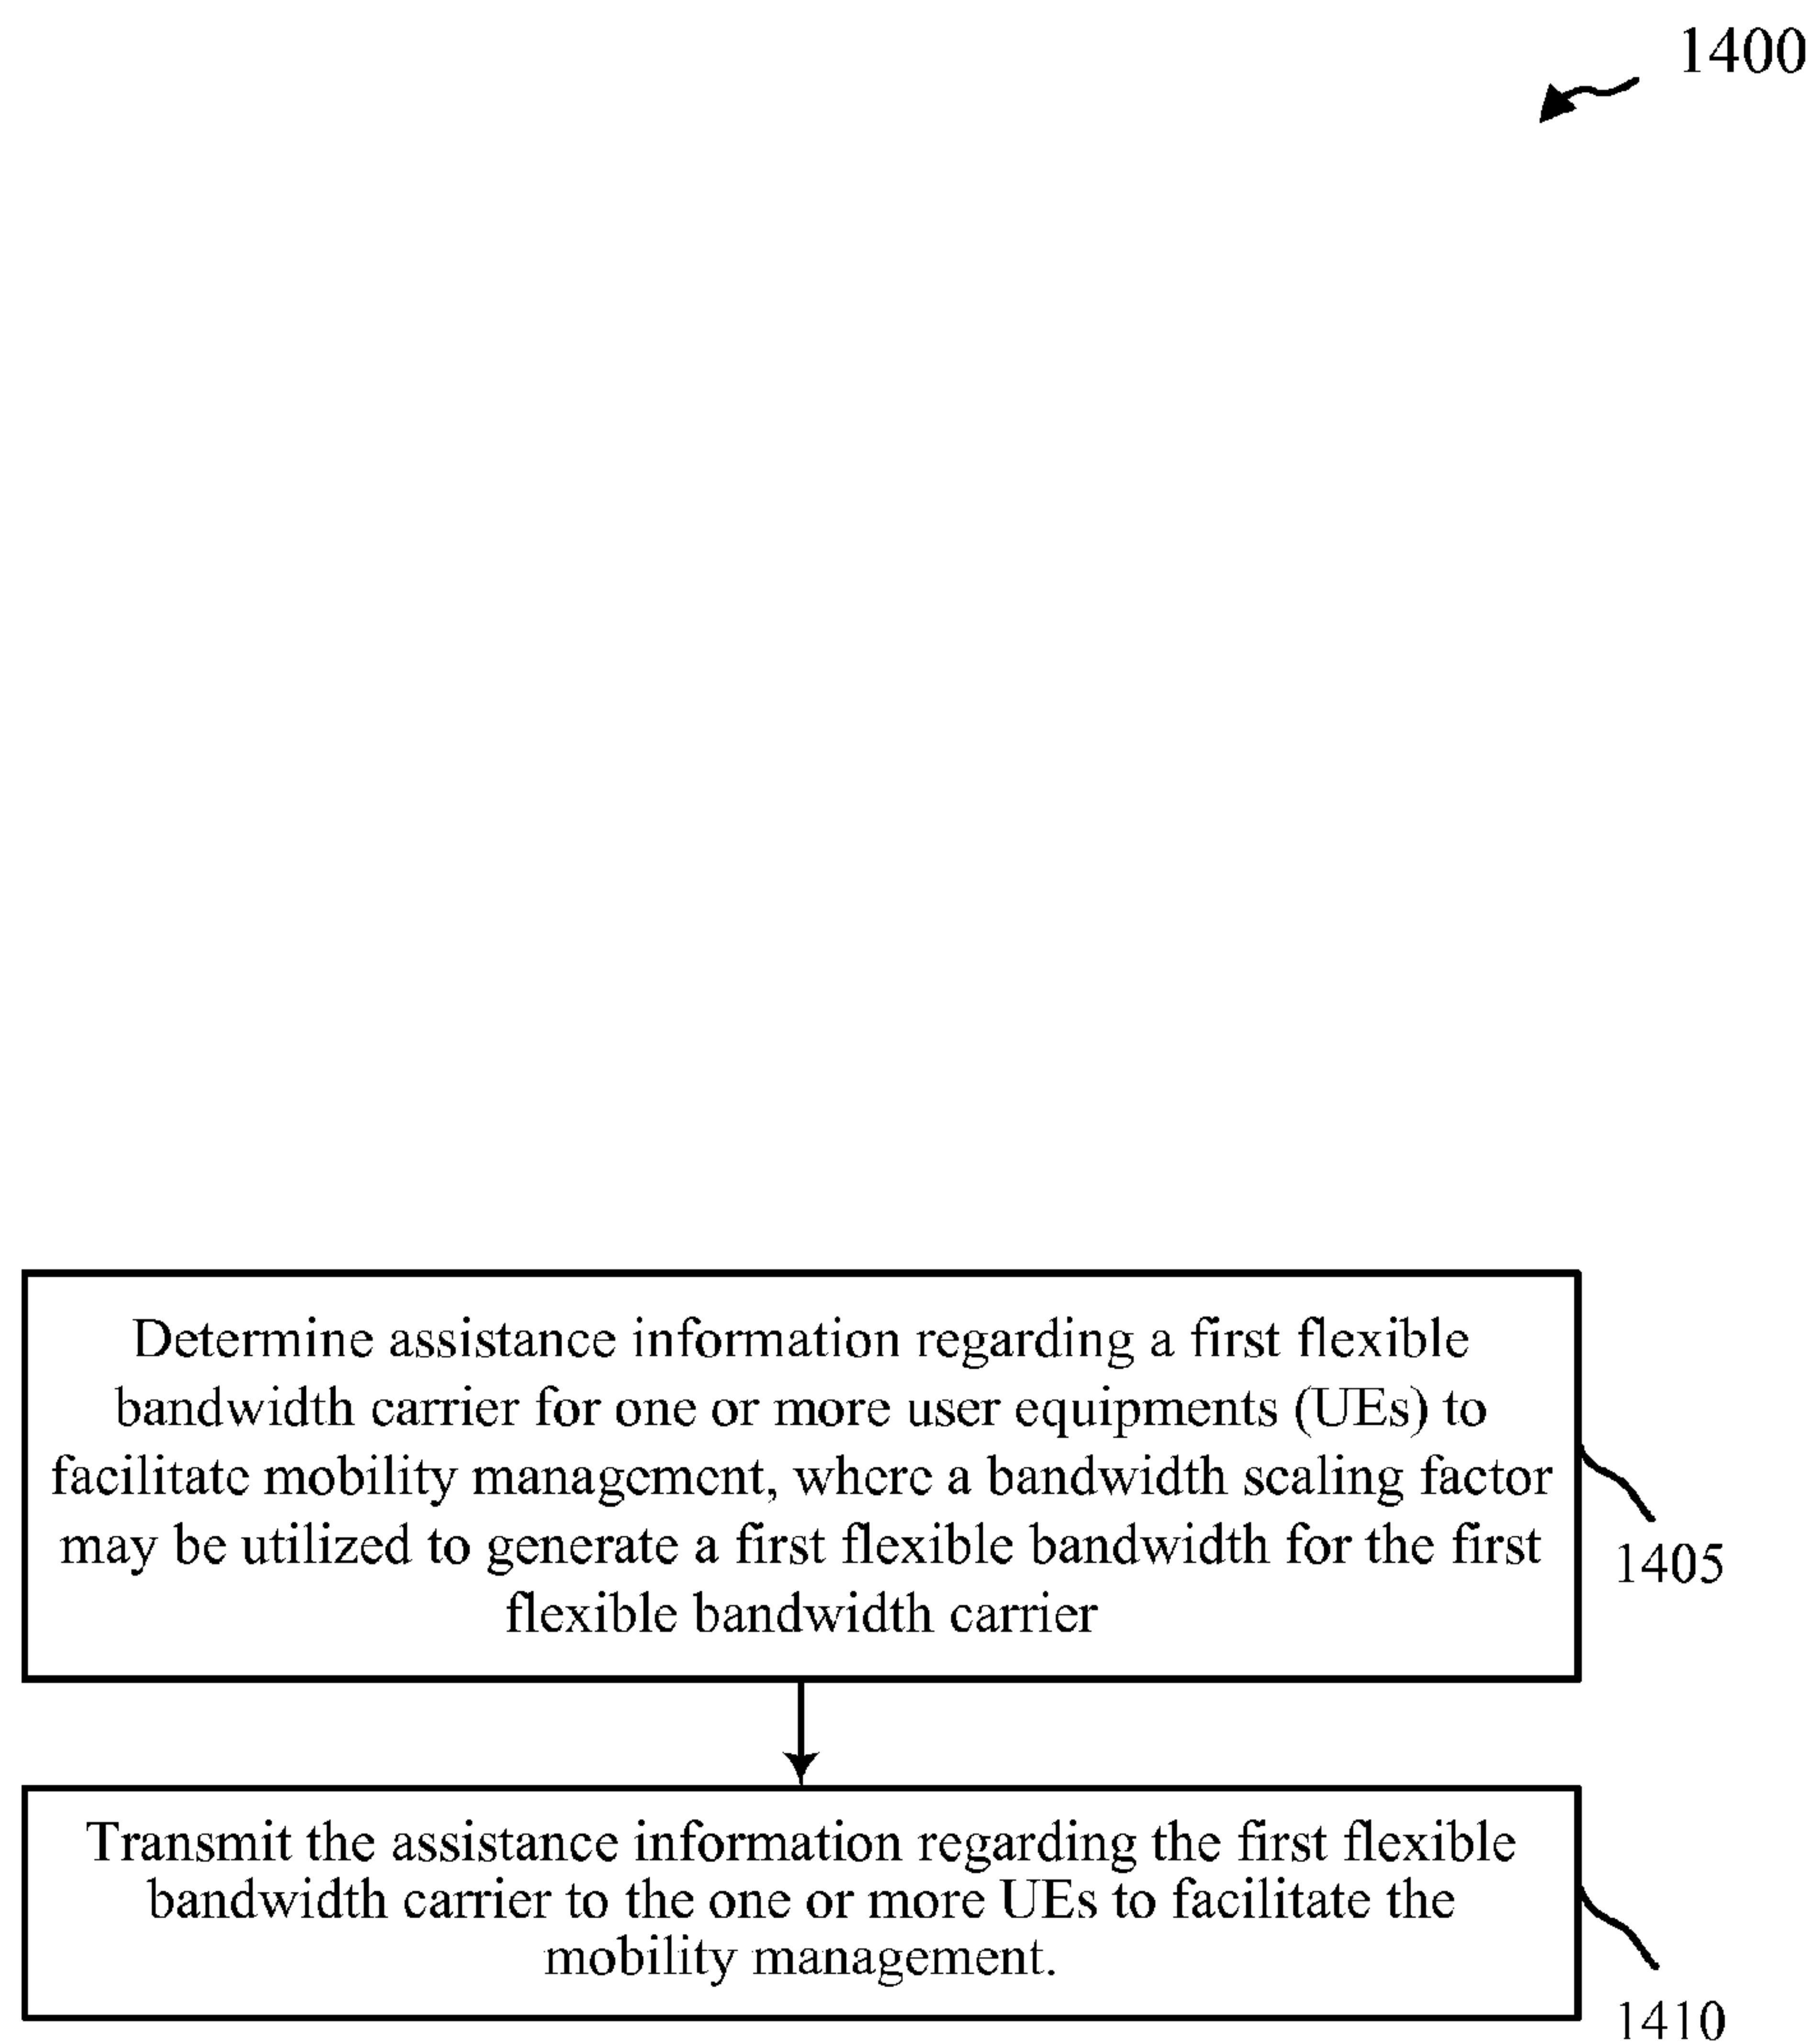 1400
Determine assistance information regarding a first flexible
bandwidth carrier for one or more user equipments (UEs) to
facilitate mobility management, where a bandwidth scaling factor
may be utilized to generate a first flexible bandwidth for the first
flexible bandwidth carrier
1405
Transmit the assistance information regarding the first flexible
bandwidth carrier to the one or more UEs to facilitate the
mobility management.
1410